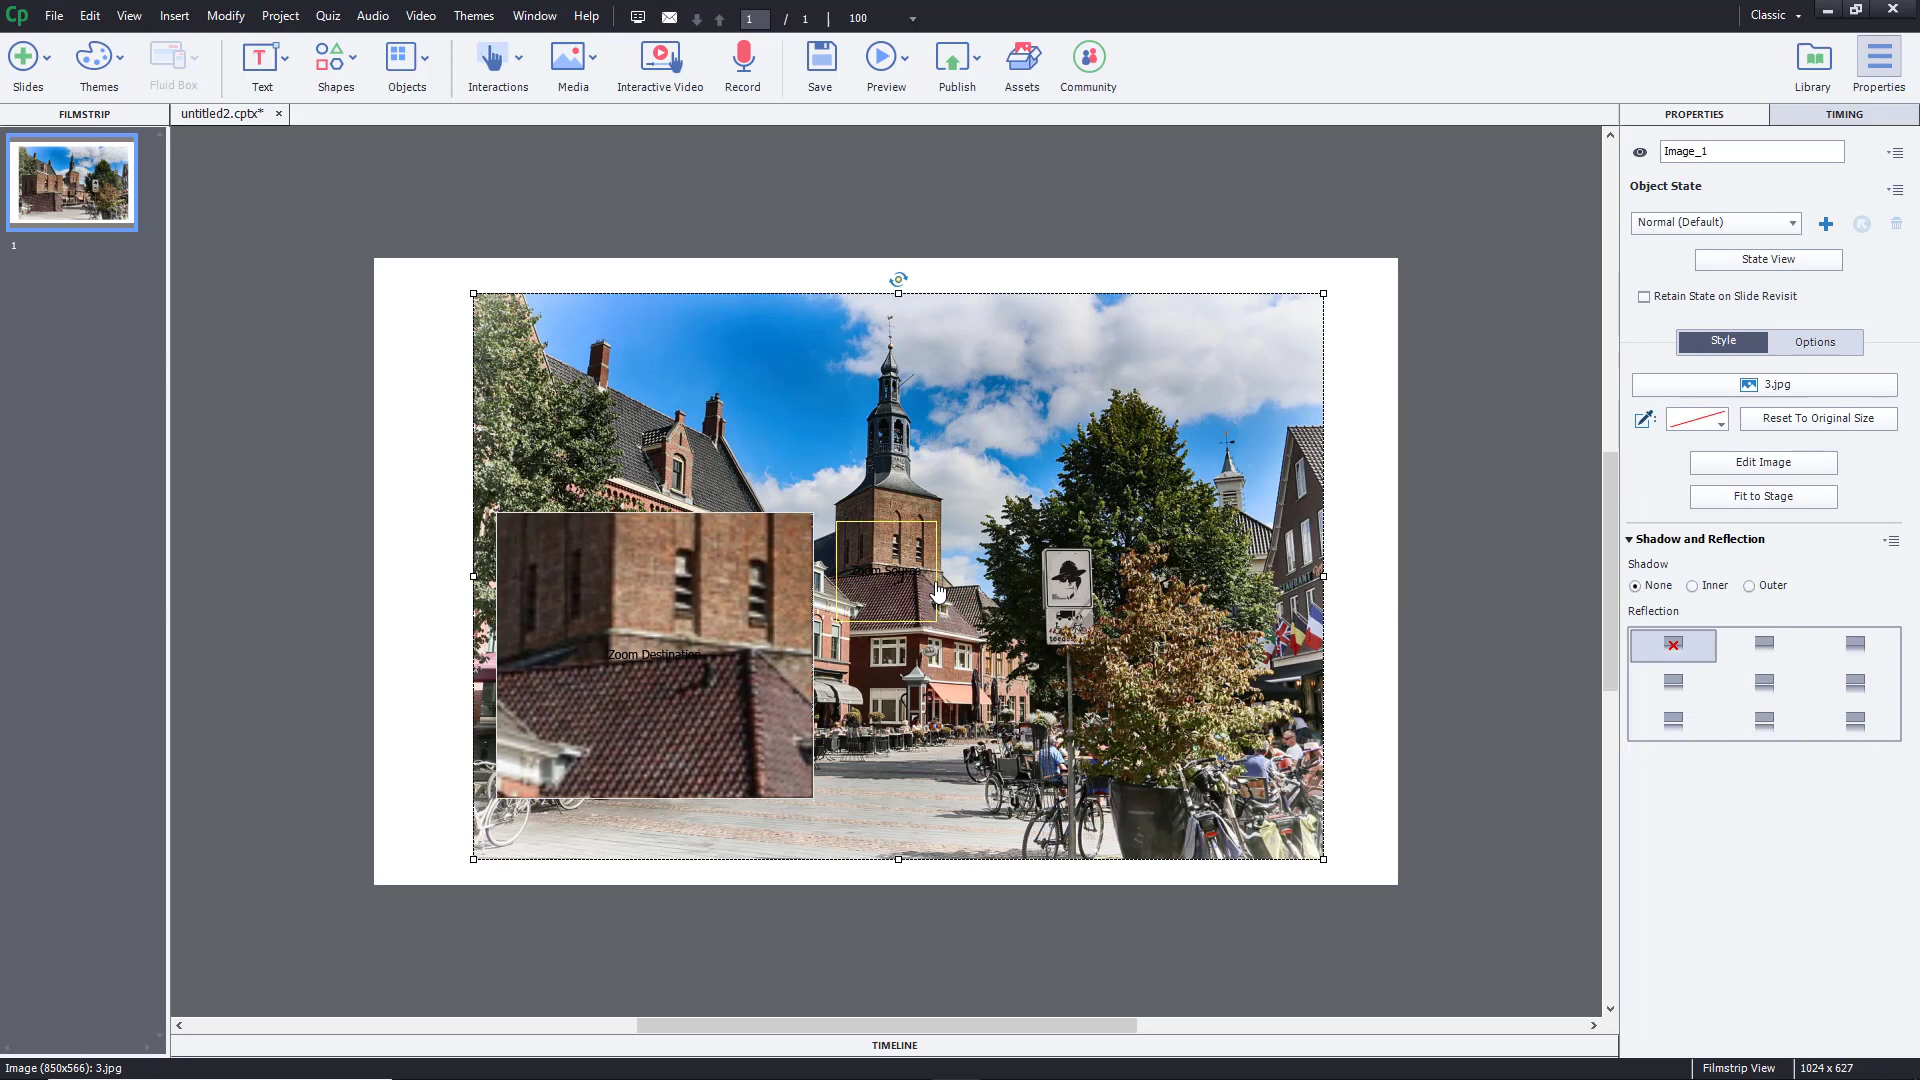 Cp File Edit View Insert Modify Project Quiz Audio Video Themes Window Help 1 / 1 100 Classic
Slides Themes Fluid Box Text Shapes Objects Interactions Media Interactive Video Record Save Preview Publish Assets Community Library Properties
FILMSTRIP untitled2.cptx* PROPERTIES TIMING
Image_1
Object State
Normal (Default)
State View
Retain State on Slide Revisit
Style Options
3.jpg
Reset To Original Size
Edit Image
Fit to Stage
Shadow and Reflection
Shadow
None Inner Outer
Reflection
1
Zoom Source
Zoom Destination
TIMELINE
Image (850x566): 3.jpg Filmstrip View 1024 x 627